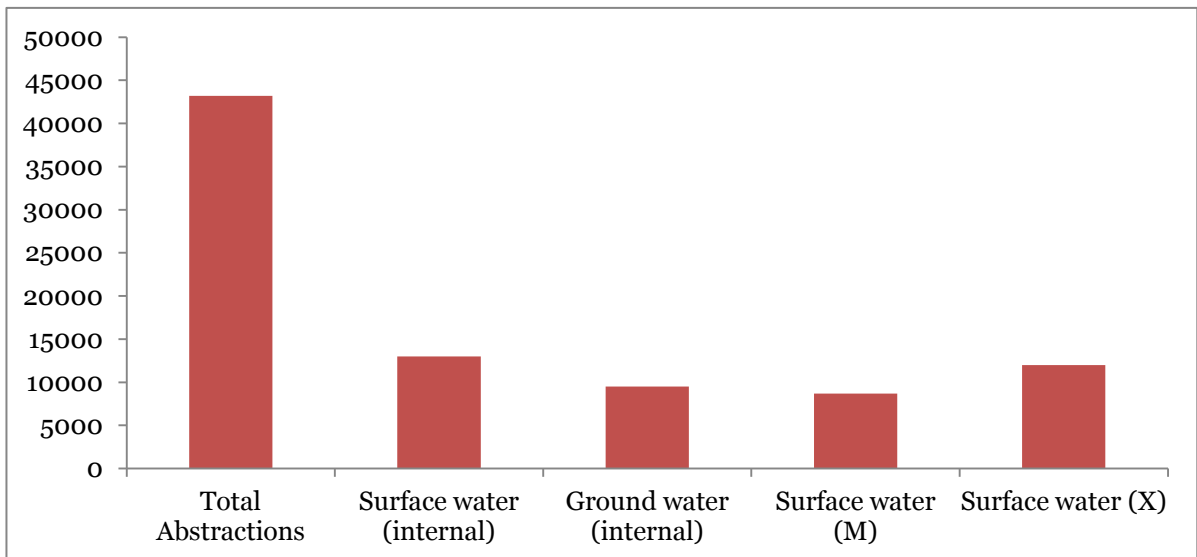 50000
45000
40000
35000
30000
25000
20000
15000
10000
5000
0
Total
Abstractions
Surface water
(internal)
Ground water
(internal)
Surface water
(M)
Surface water (X)